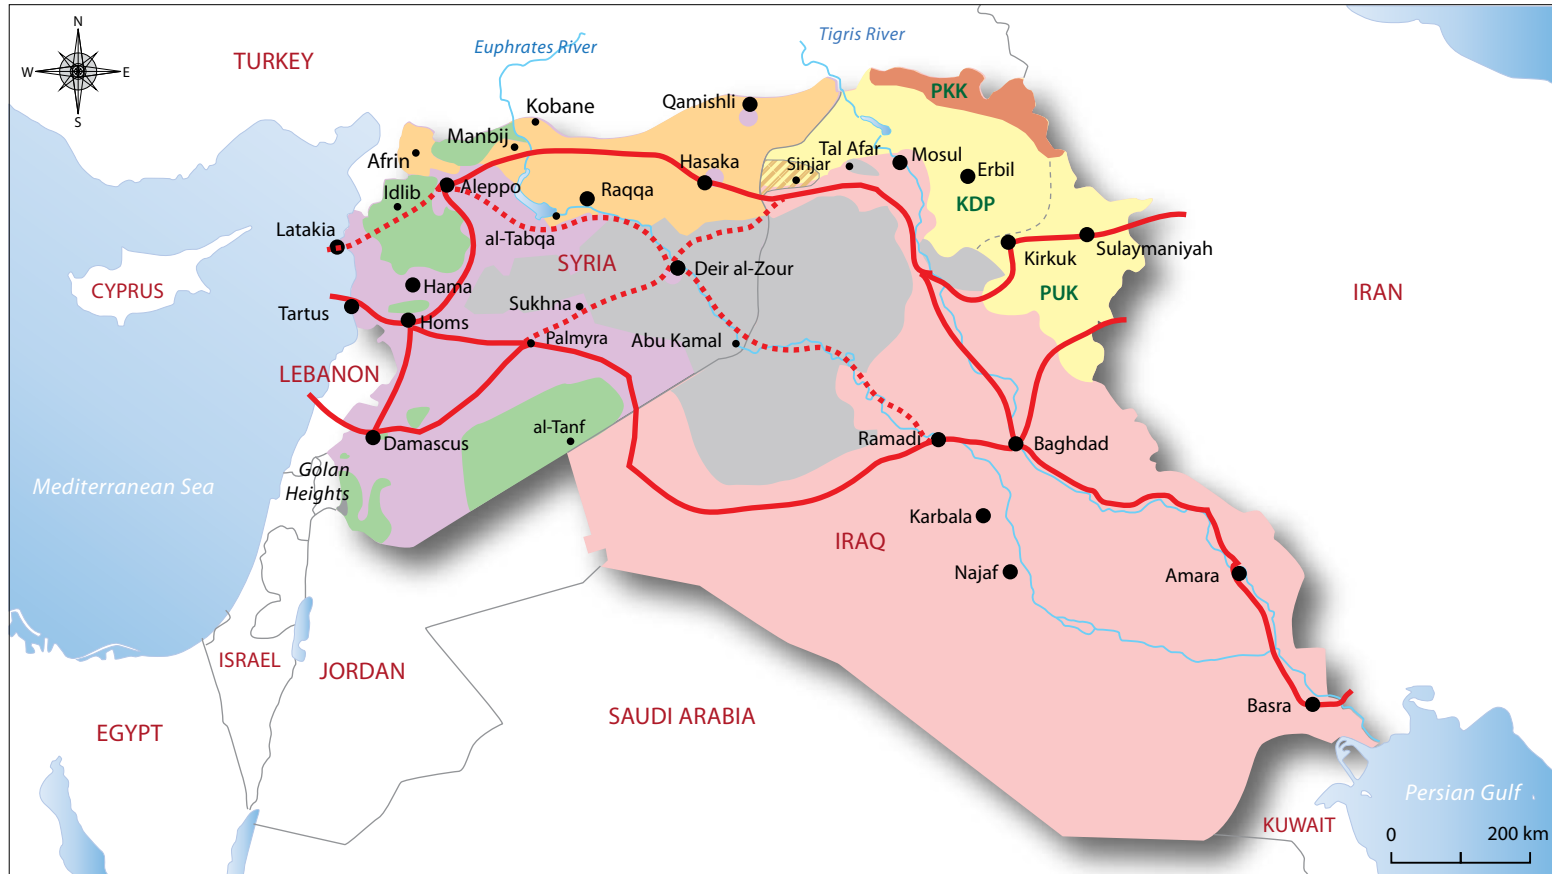 N
W
E
S
TURKEY
Euphrates River
Tigris River
PKK
Kobane
Qamishli
Manbij
Afrin
Hasaka
Tal Afar
Sinjar
Mosul
Erbil
Idlib
Aleppo
Raqqa
KDP
Latakia
al-Tabqa
SYRIA
Deir al-Zour
Kirkuk
Sulaymaniyah
CYPRUS
Hama
Sukhna
PUK
IRAN
Tartus
Homs
Palmyra
Abu Kamal
LEBANON
al-Tanf
Damascus
Ramadi
Baghdad
Golan
Heights
Mediterranean Sea
Karbala
IRAQ
Najaf
Amara
ISRAEL
JORDAN
SAUDI ARABIA
Basra
EGYPT
Persian Gulf
KUWAIT
0
200 km